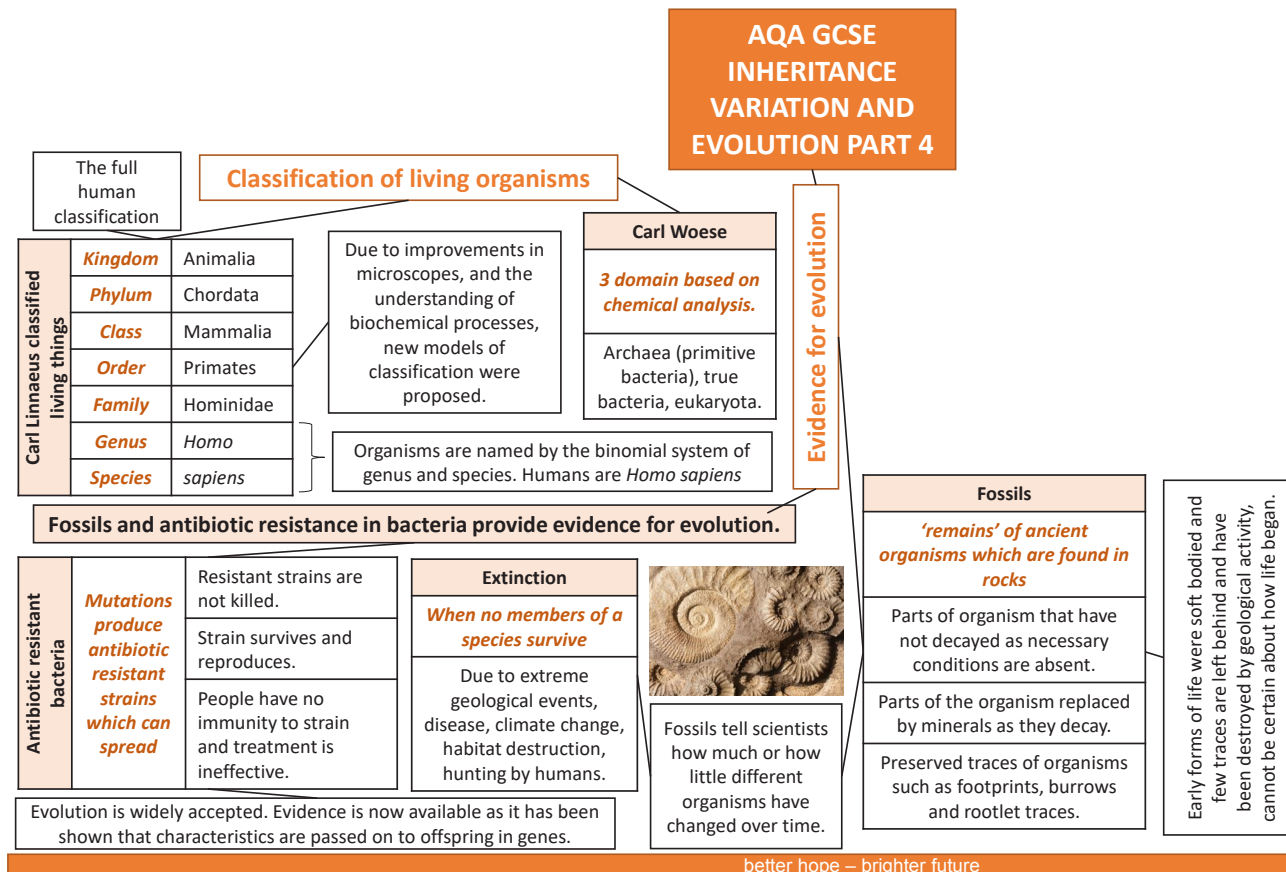 AQA GCSE
INHERITANCE
VARIATION AND
EVOLUTION PART 4
The full
human
classification
Classification of living organisms
Carl Linnaeus classified
living things
Kingdom Animalia
Phylum Chordata
Class Mammalia
Order Primates
Family Hominidae
Genus Homo
Species sapiens
Due to improvements in
microscopes, and the
understanding of
biochemical processes,
new models of
classification were
proposed.
Carl Woese
3 domain based on
chemical analysis.
Archaea (primitive
bacteria), true
bacteria, eukaryota.
Organisms are named by the binomial system of
genus and species. Humans are Homo sapiens
Evidence for evolution
Fossils and antibiotic resistance in bacteria provide evidence for evolution.
Antibiotic resistant
bacteria
Mutations
produce
antibiotic
resistant
strains
which can
spread
Resistant strains are
not killed.
Strain survives and
reproduces.
People have no
immunity to strain
and treatment is
ineffective.
Evolution is widely accepted. Evidence is now available as it has been
shown that characteristics are passed on to offspring in genes.
Extinction
When no members of a
species survive
Due to extreme
geological events,
disease, climate change,
habitat destruction,
hunting by humans.
Fossils tell scientists
how much or how
little different
organisms have
changed over time.
Fossils
‘remains’ of ancient
organisms which are found in
rocks
Parts of organism that have
not decayed as necessary
conditions are absent.
Parts of the organism replaced
by minerals as they decay.
Preserved traces of organisms
such as footprints, burrows
and rootlet traces.
Early forms of life were soft bodied and
few traces are left behind and have
been destroyed by geological activity,
cannot be certain about how life began.
better hope – brighter future